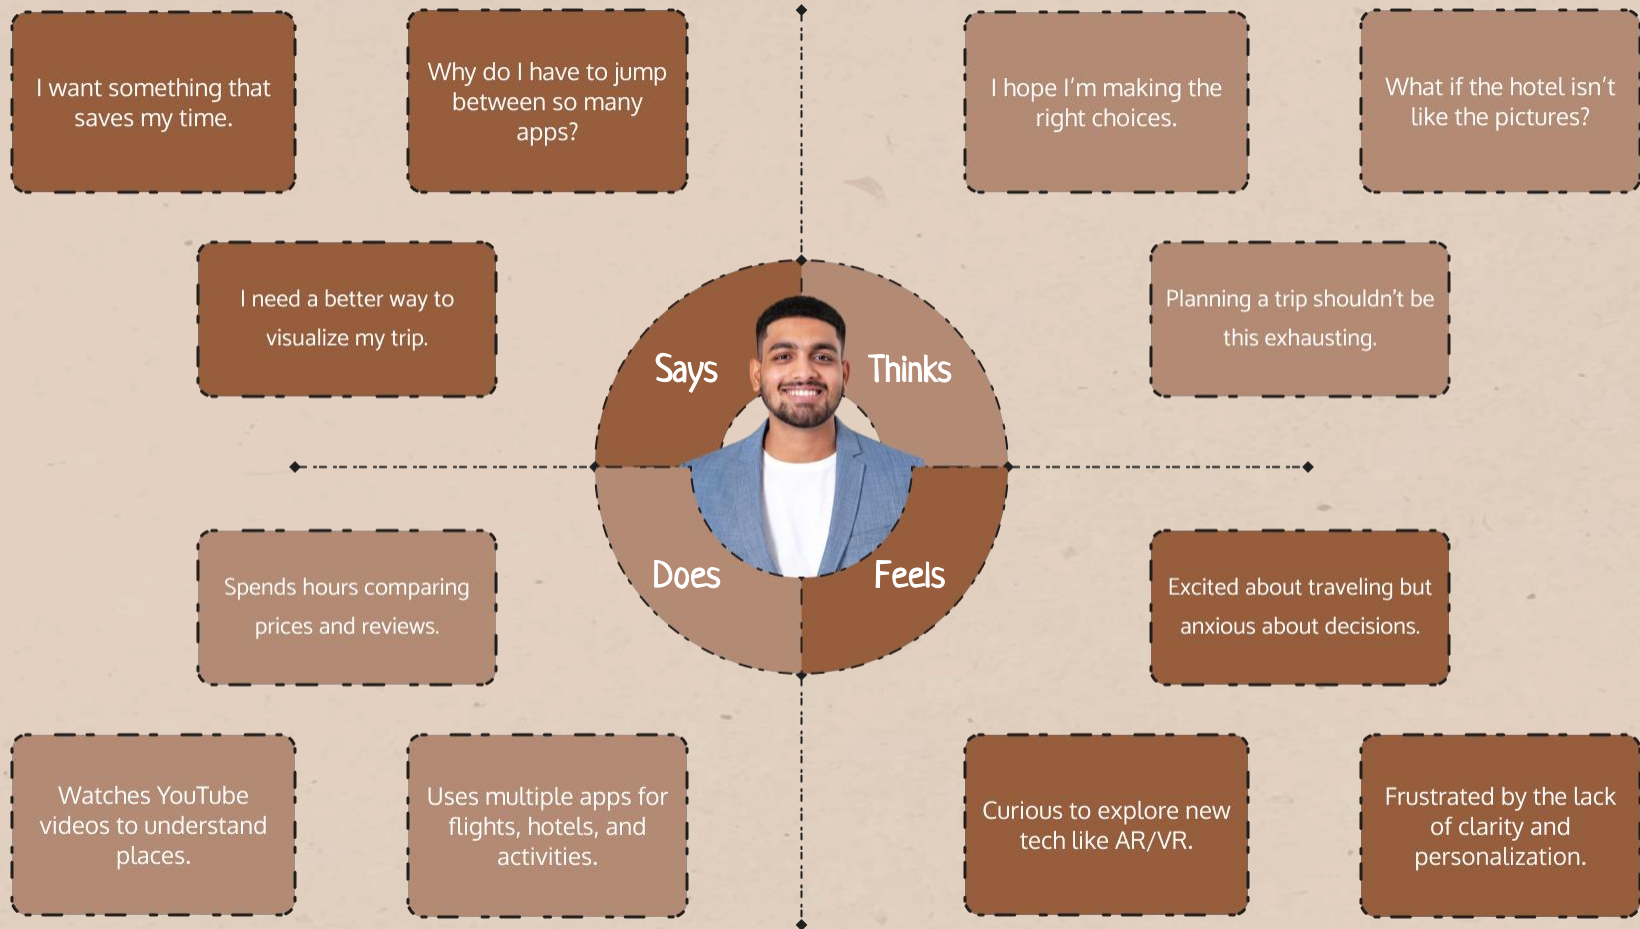 I want something that
saves my time.
Why do I have to jump
between so many
apps?
I hope I'm making the
right choices.
What if the hotel isn't
like the pictures?
I need a better way to
visualize my trip.
Planning a trip shouldn't be
this exhausting.
Says
Thinks
Does
Feels
Spends hours comparing
prices and reviews.
Excited about traveling but
anxious about decisions.
Watches YouTube
videos to understand
places.
Uses multiple apps for
flights, hotels, and
activities.
Curious to explore new
tech like AR/VR.
Frustrated by the lack
of clarity and
personalization.